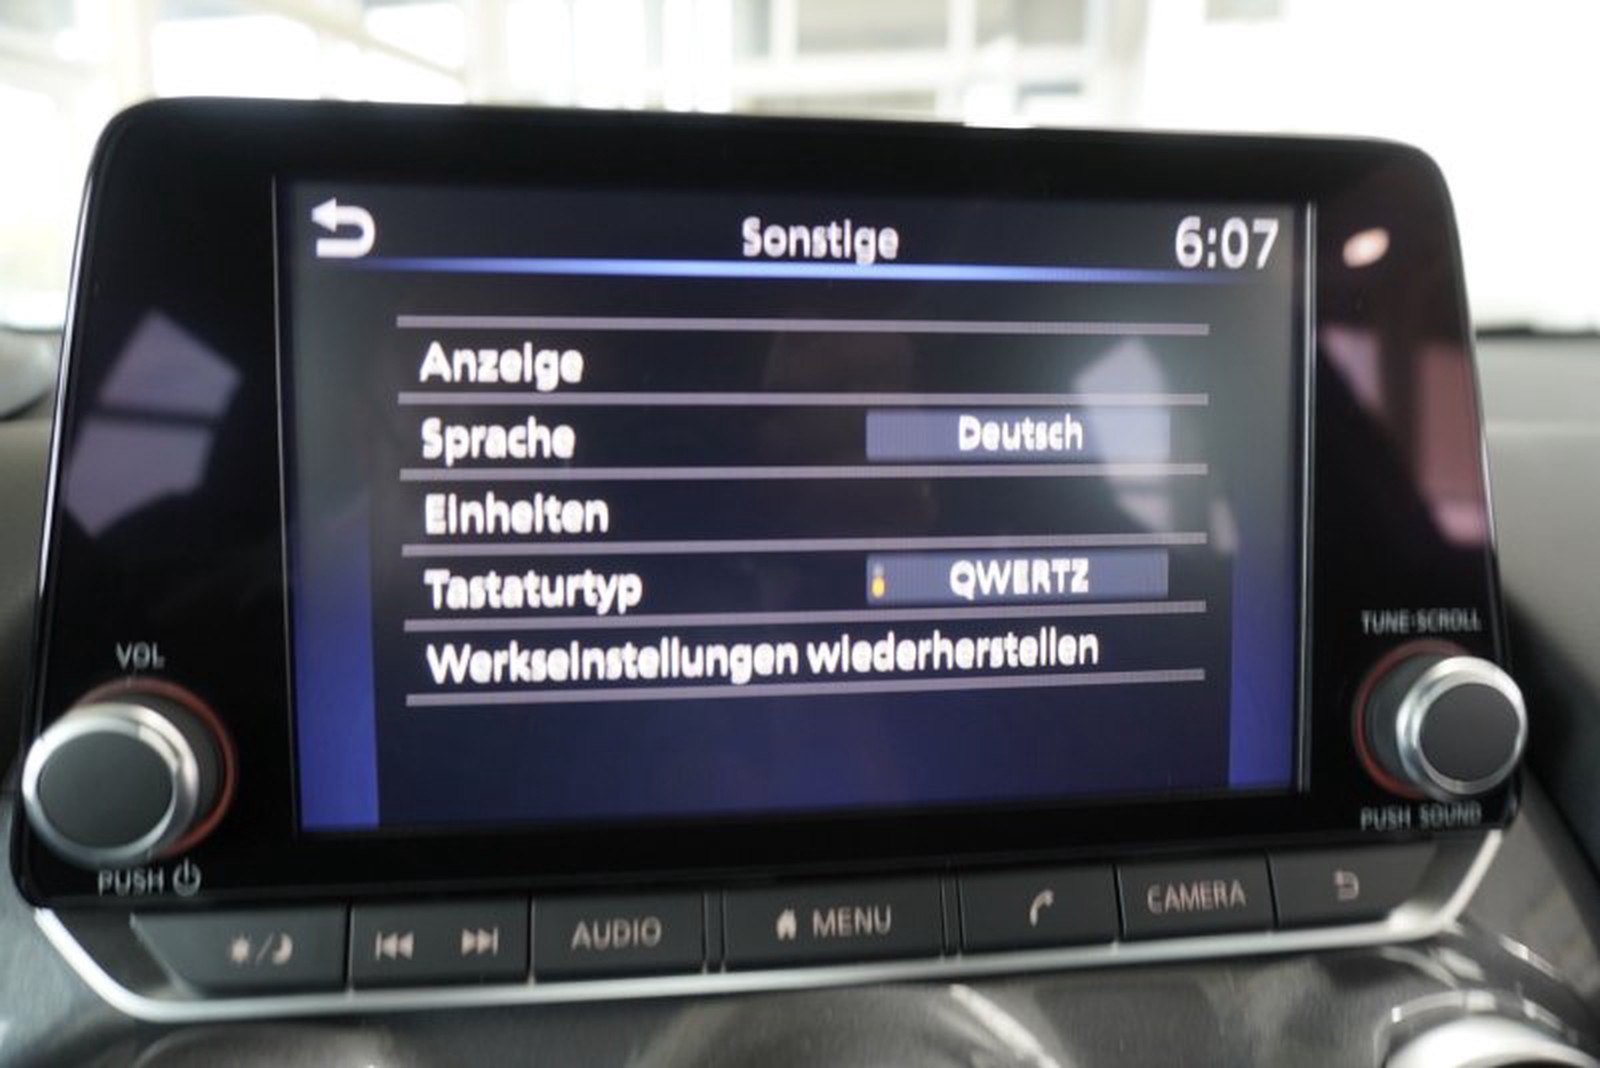 Sonstige 6:07
Anzeige
Sprache Deutsch
Einheiten
Tastaturtyp QWERTZ
Werkseinstellungen wiederherstellen
VOL
PUSH
TUNE·SCROLL
PUSH SOUND
AUDIO
MENU
CAMERA